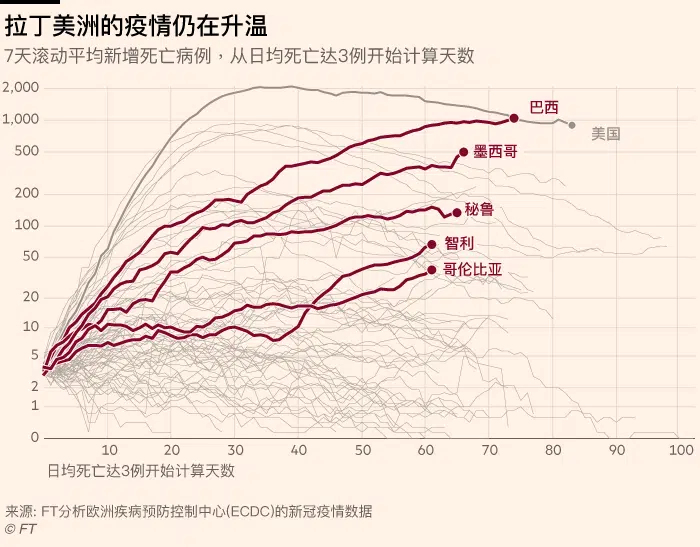 拉丁美洲的疫情仍在升温
7天滚动平均新增死亡病例，从日均死亡达3例开始计算天数
2,000
1,000
500
200
100
50
20
10
5
2
1
0
巴西
美国
墨西哥
秘鲁
智利
哥伦比亚
10 20 30 40 50 60 70 80 90 100
日均死亡达3例开始计算天数
来源: FT分析欧洲疾病预防控制中心(ECDC)的新冠疫情数据
© FT